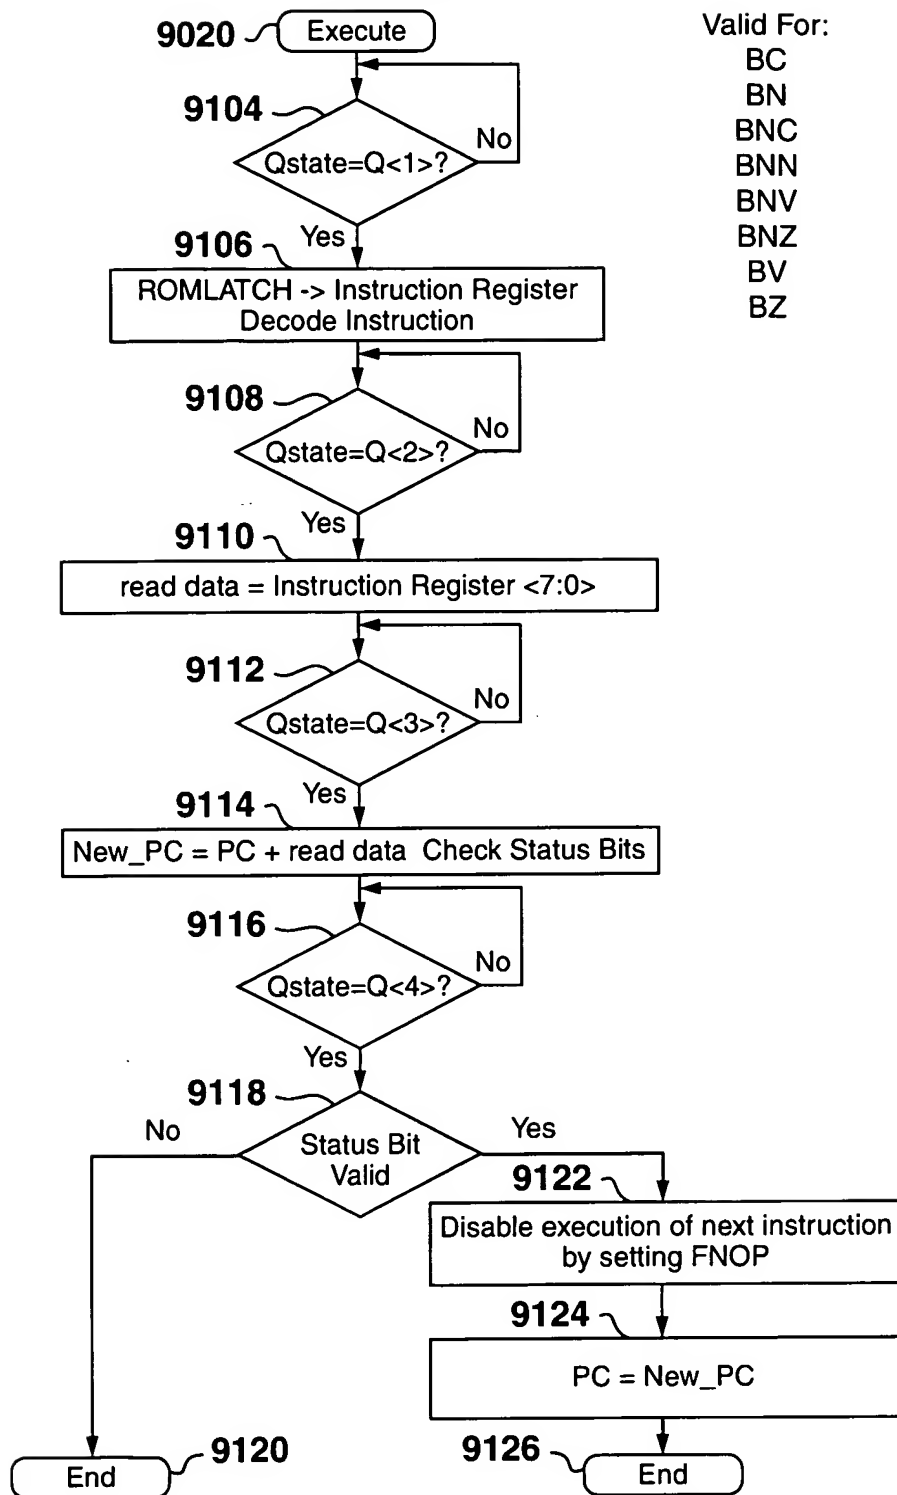 9020
Execute
Valid For:
BC
BN
BNC
BNN
BNV
BNZ
BV
BZ
9104
Qstate=Q<1>?
No
Yes
9106
ROMLATCH -> Instruction Register
Decode Instruction
9108
Qstate=Q<2>?
No
Yes
9110
read data = Instruction Register <7:0>
9112
Qstate=Q<3>?
No
Yes
9114
New_PC = PC + read data Check Status Bits
9116
Qstate=Q<4>?
No
Yes
9118
Status Bit
Valid
No
Yes
9122
Disable execution of next instruction
by setting FNOP
9124
PC = New_PC
End
9120
9126
End